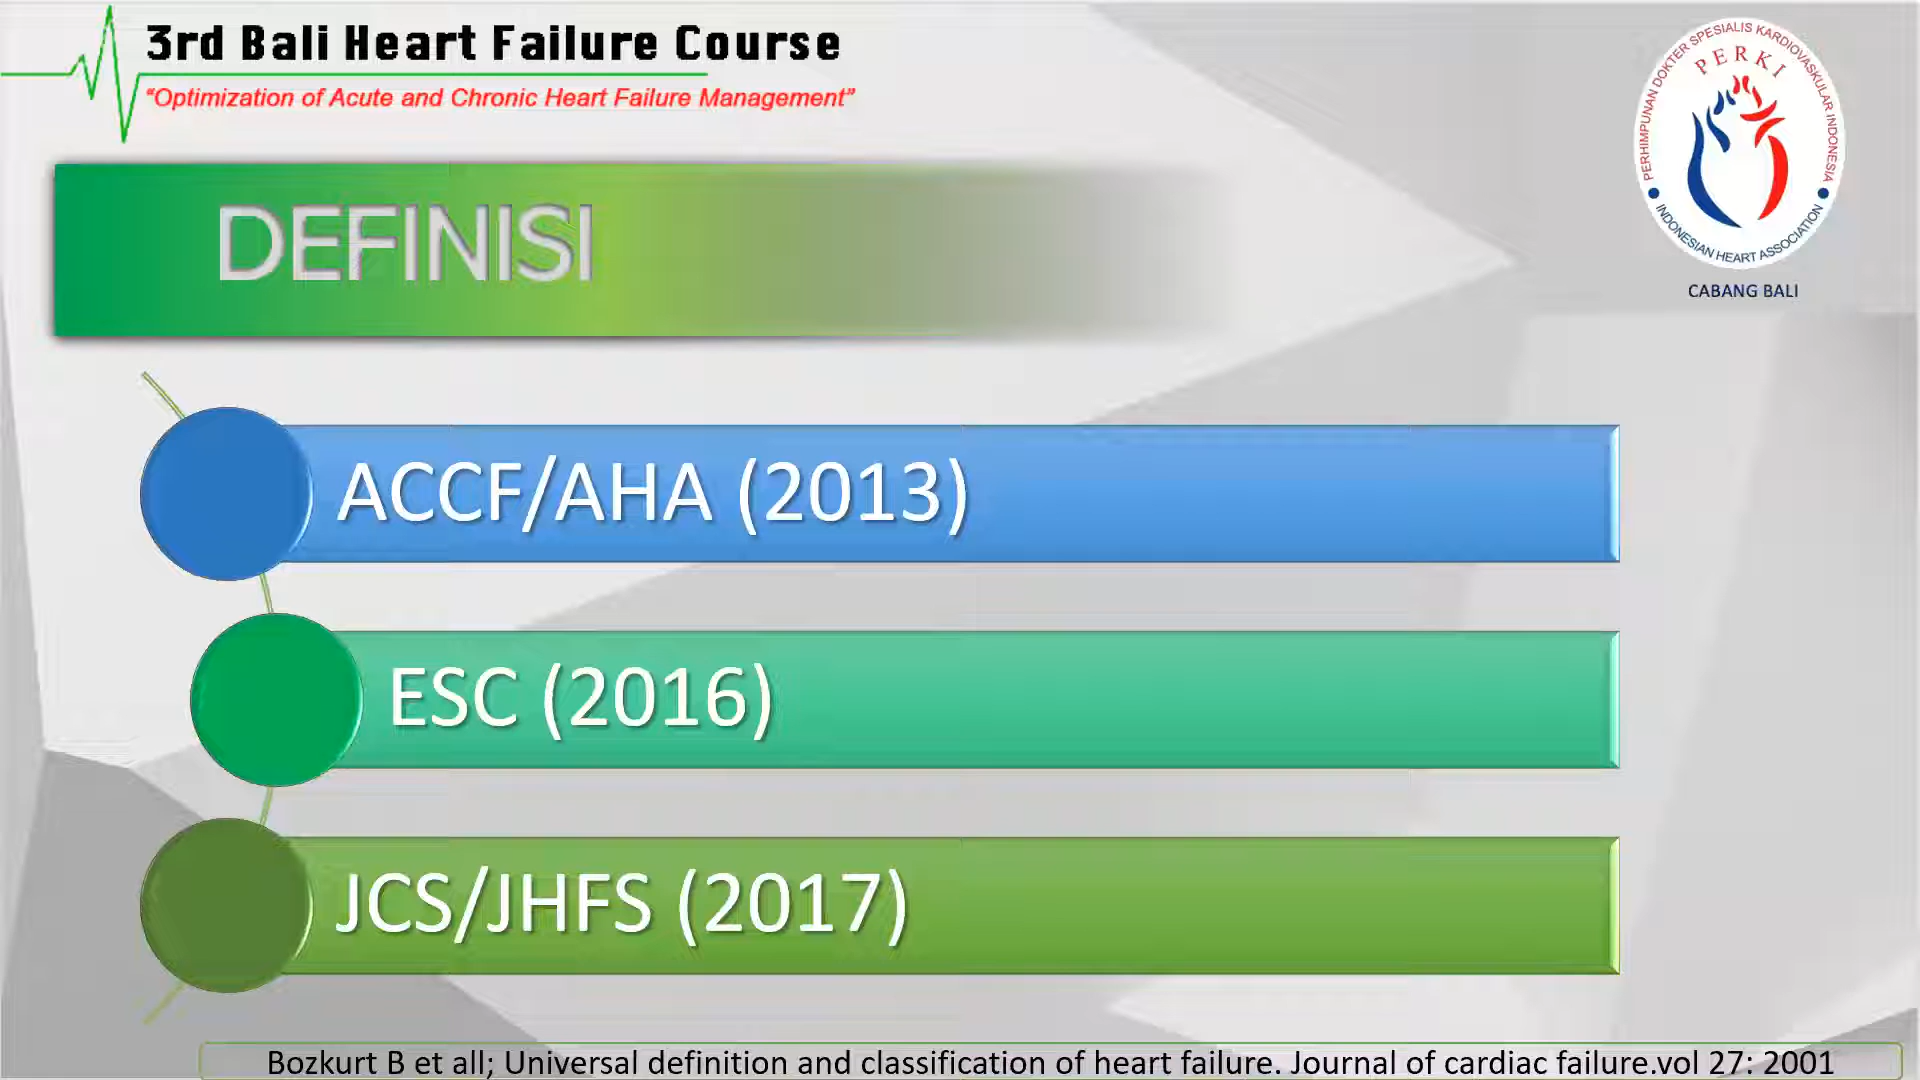 3rd Bali Heart Failure Course
“Optimization of Acute and Chronic Heart Failure Management”
PERHIMPUNAN DOKTER SPESIALIS KARDIOVASKULAR INDONESIA
PERKI
INDONESIAN HEART ASSOCIATION
CABANG BALI
DEFINISI
ACCF/AHA (2013)
ESC (2016)
JCS/JHFS (2017)
Bozkurt B et all; Universal definition and classification of heart failure. Journal of cardiac failure.vol 27: 2001